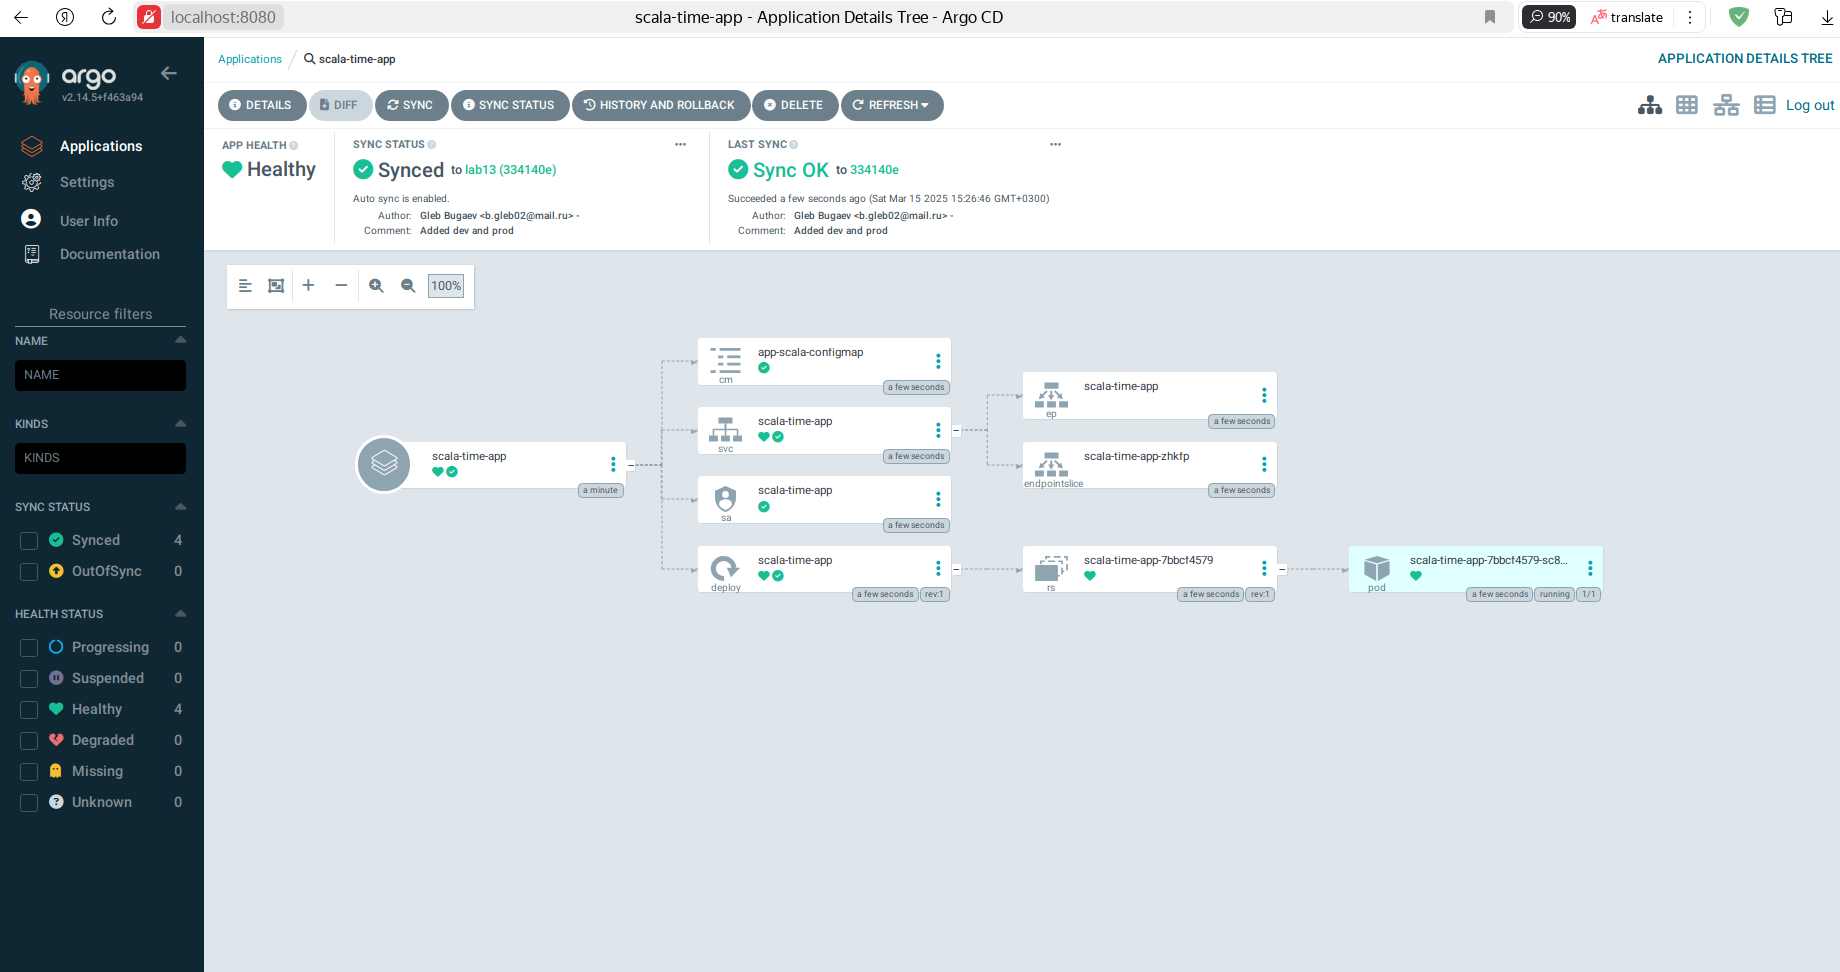 localhost:8080
scala-time-app - Application Details Tree - Argo CD
90%
translate
argo
v2.14.5+f463a94
Applications
Settings
User Info
Documentation
Resource filters
NAME
NAME
KINDS
KINDS
SYNC STATUS
Synced 4
OutOfSync 0
HEALTH STATUS
Progressing 0
Suspended 0
Healthy 4
Degraded 0
Missing 0
Unknown 0
Applications / scala-time-app
APPLICATION DETAILS TREE
DETAILS
DIFF
SYNC
SYNC STATUS
HISTORY AND ROLLBACK
DELETE
REFRESH
Log out
APP HEALTH
Healthy
SYNC STATUS
Synced to lab13 (334140e)
Auto sync is enabled.
Author: Gleb Bugaev <b.gleb02@mail.ru> -
Comment: Added dev and prod
LAST SYNC
Sync OK to 334140e
Succeeded a few seconds ago (Sat Mar 15 2025 15:26:46 GMT+0300)
Author: Gleb Bugaev <b.gleb02@mail.ru> -
Comment: Added dev and prod
100%
scala-time-app
a minute
app-scala-configmap
cm
a few seconds
scala-time-app
svc
a few seconds
scala-time-app
sa
a few seconds
scala-time-app
deploy
a few seconds rev:1
scala-time-app
ep
a few seconds
scala-time-app-zhkfp
endpointslice
a few seconds
scala-time-app-7bbcf4579
rs
a few seconds rev:1
scala-time-app-7bbcf4579-sc8...
pod
a few seconds running 1/1